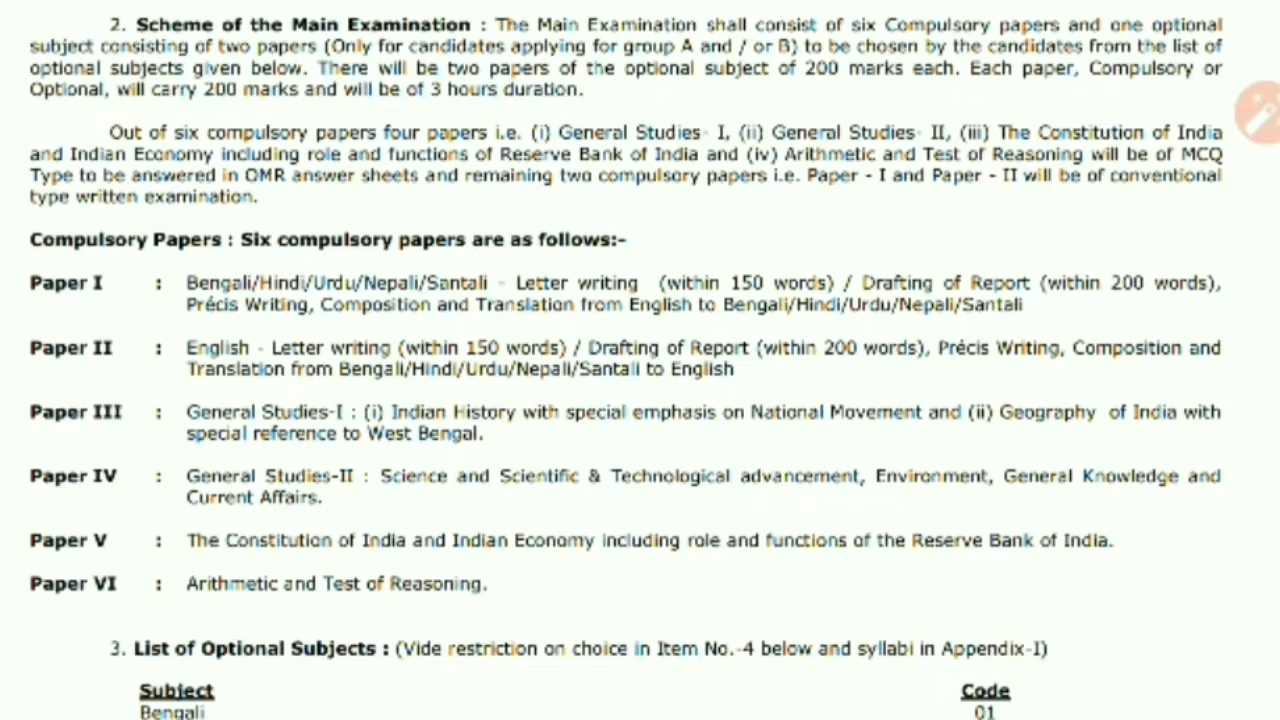 2. Scheme of the Main Examination : The Main Examination shall consist of six Compulsory papers and one optional
subject consisting of two papers (Only for candidates applying for group A and / or B) to be chosen by the candidates from the list of
optional subjects given below. There will be two papers of the optional subject of 200 marks each. Each paper, Compulsory or
Optional, will carry 200 marks and will be of 3 hours duration.
Out of six compulsory papers four papers i.e. (i) General Studies- I, (ii) General Studies- II, (iii) The Constitution of India
and Indian Economy including role and functions of Reserve Bank of India and (iv) Arithmetic and Test of Reasoning will be of MCQ
Type to be answered in OMR answer sheets and remaining two compulsory papers i.e. Paper - I and Paper - II will be of conventional
type written examination.
Compulsory Papers : Six compulsory papers are as follows:-
Paper I : Bengali/Hindi/Urdu/Nepali/Santali - Letter writing (within 150 words) / Drafting of Report (within 200 words),
Précis Writing, Composition and Translation from English to Bengali/Hindi/Urdu/Nepali/Santali
Paper II : English - Letter writing (within 150 words) / Drafting of Report (within 200 words), Précis Writing, Composition and
Translation from Bengali/Hindi/Urdu/Nepali/Santali to English
Paper III : General Studies-I : (i) Indian History with special emphasis on National Movement and (ii) Geography of India with
special reference to West Bengal.
Paper IV : General Studies-II : Science and Scientific & Technological advancement, Environment, General Knowledge and
Current Affairs.
Paper V : The Constitution of India and Indian Economy including role and functions of the Reserve Bank of India.
Paper VI : Arithmetic and Test of Reasoning.
3. List of Optional Subjects : (Vide restriction on choice in Item No.-4 below and syllabi in Appendix-I)
Subject Code
Bengali 01